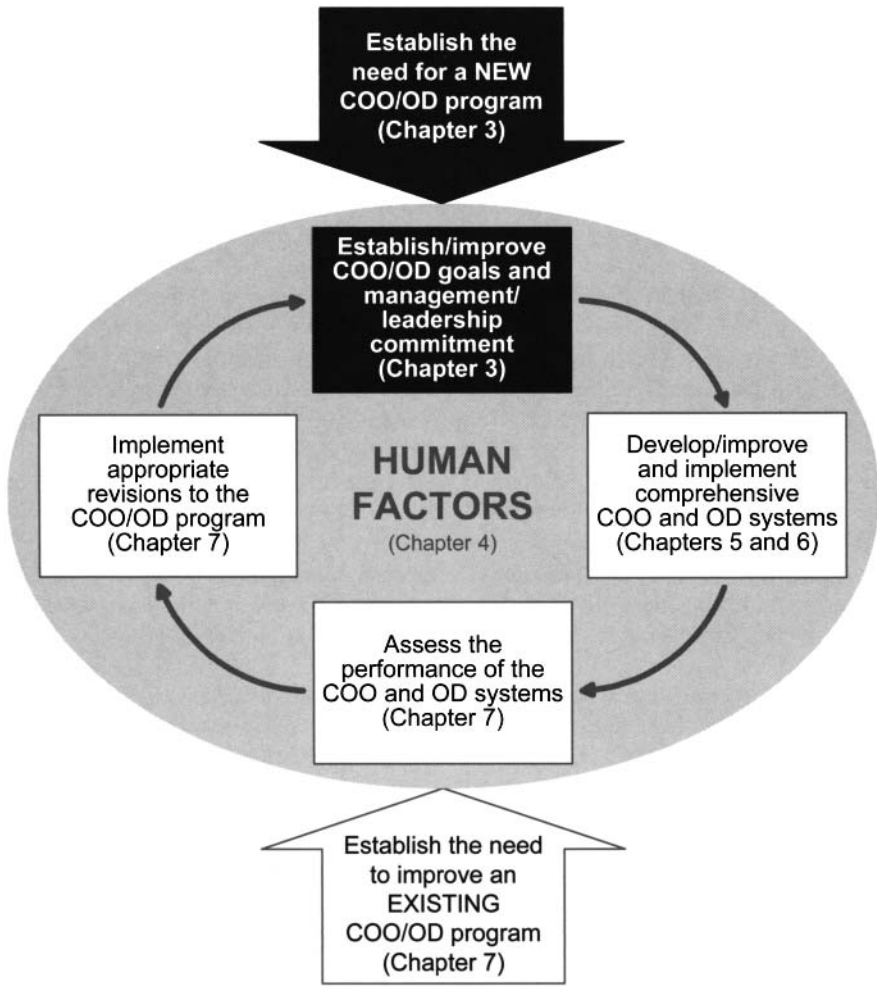 Establish the
need for a NEW
COO/OD program
(Chapter 3)
Establish/improve
COO/OD goals and
management/
leadership
commitment
(Chapter 3)
Implement
appropriate
revisions to the
COO/OD program
(Chapter 7)
HUMAN
FACTORS
(Chapter 4)
Develop/improve
and implement
comprehensive
COO and OD systems
(Chapters 5 and 6)
Assess the
performance of the
COO and OD systems
(Chapter 7)
Establish the need
to improve an
EXISTING
COO/OD program
(Chapter 7)